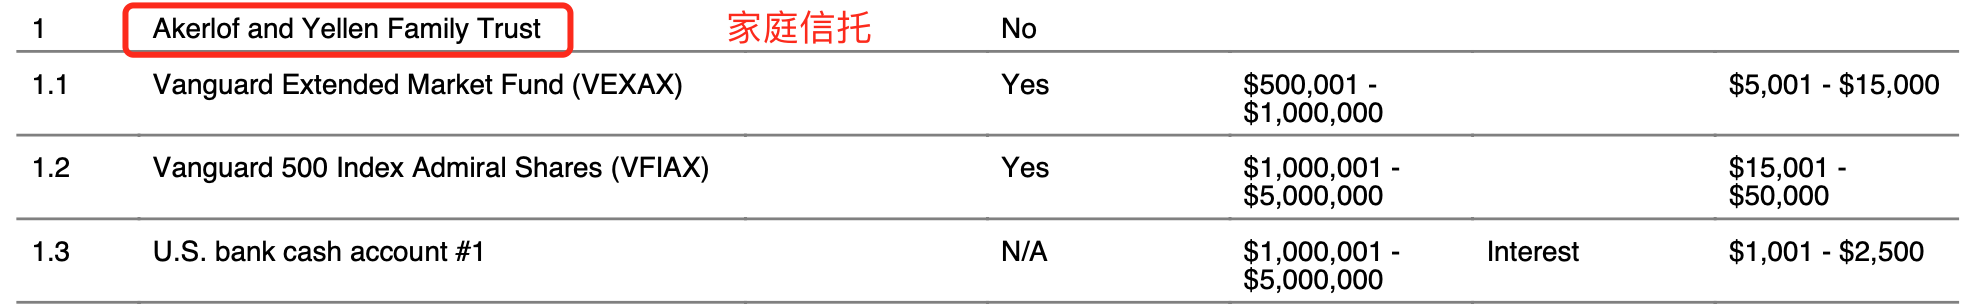 1 Akerlof and Yellen Family Trust 家庭信托 No
1.1 Vanguard Extended Market Fund (VEXAX) Yes $500,001 - $5,001 - $15,000
$1,000,000
1.2 Vanguard 500 Index Admiral Shares (VFIAX) Yes $1,000,001 - $15,001 -
$5,000,000 $50,000
1.3 U.S. bank cash account #1 N/A $1,000,001 - Interest $1,001 - $2,500
$5,000,000